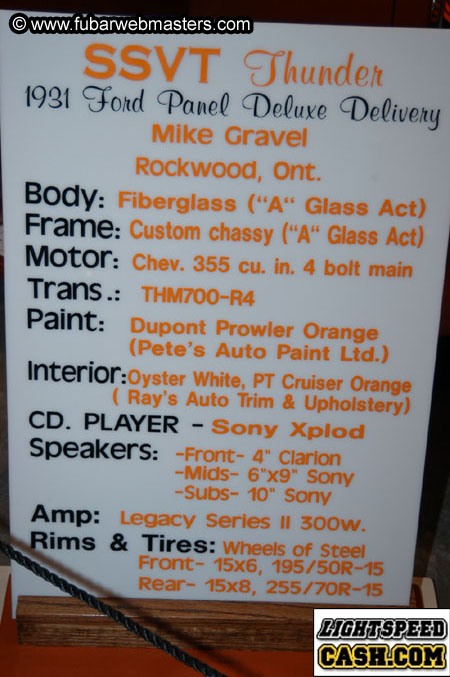 www.fubarwebmasters.com
SSVT Thunder
1931 Ford Panel Deluxe Delivery
Mike Gravel
Rockwood, Ont.
Body: Fiberglass ("A" Glass Act)
Frame: Custom chassy ("A" Glass Act)
Motor: Chev. 355 cu. in. 4 bolt main
Trans.: THM700-R4
Paint: Dupont Prowler Orange
(Pete's Auto Paint Ltd.)
Interior: Oyster White, PT Cruiser Orange
( Ray's Auto Trim & Upholstery)
CD. PLAYER - Sony Xplod
Speakers: -Front- 4" Clarion
-Mids- 6"x9" Sony
-Subs- 10" Sony
Amp: Legacy Series II 300w.
Rims & Tires: Wheels of Steel
Front- 15x6, 195/50R-15
Rear- 15x8, 255/70R-15
LIGHTSPEED
CASH.COM